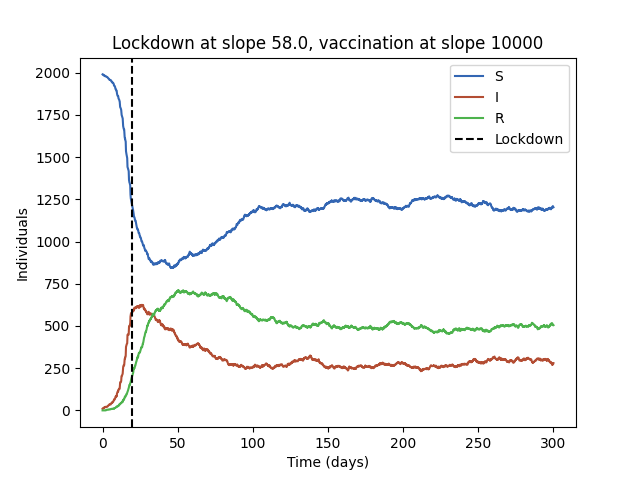 Lockdown at slope 58.0, vaccination at slope 10000
2000
1750
1500
1250
1000
750
500
250
0
Individuals
S
I
R
Lockdown
0 50 100 150 200 250 300
Time (days)